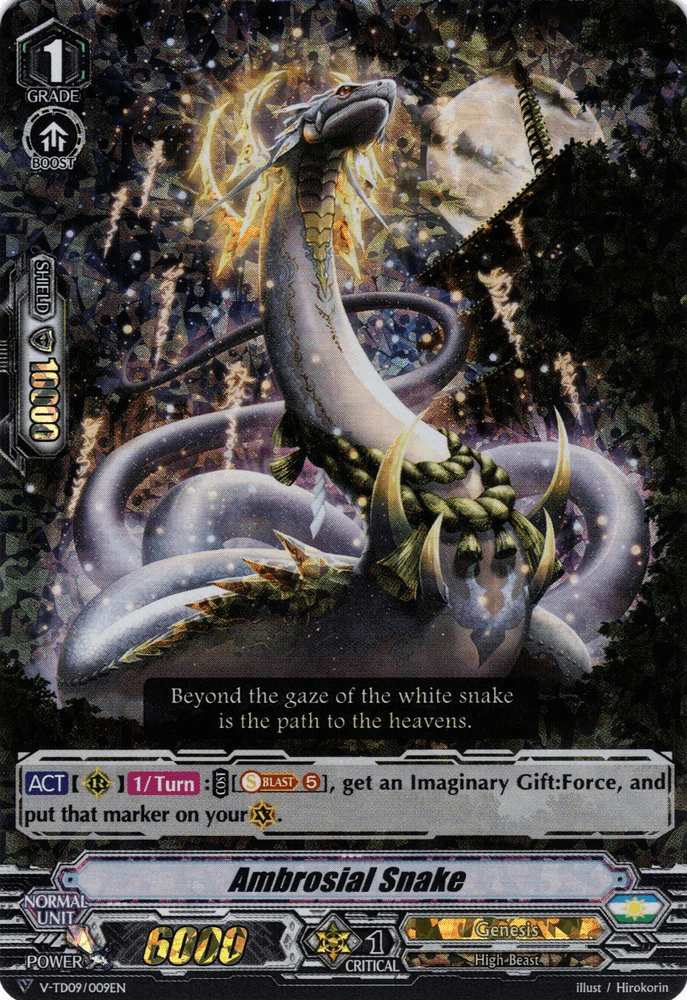 1
GRADE
BOOST
SHIELD
10000
Beyond the gaze of the white snake
is the path to the heavens.
ACT【R】1/Turn:COST[S BLAST 5], get an Imaginary Gift:Force, and
put that marker on your V.
Ambrosial Snake
NORMAL
UNIT
POWER 6000
1
CRITICAL
Genesis
High Beast
V-TD09/009EN
illust / Hirokorin